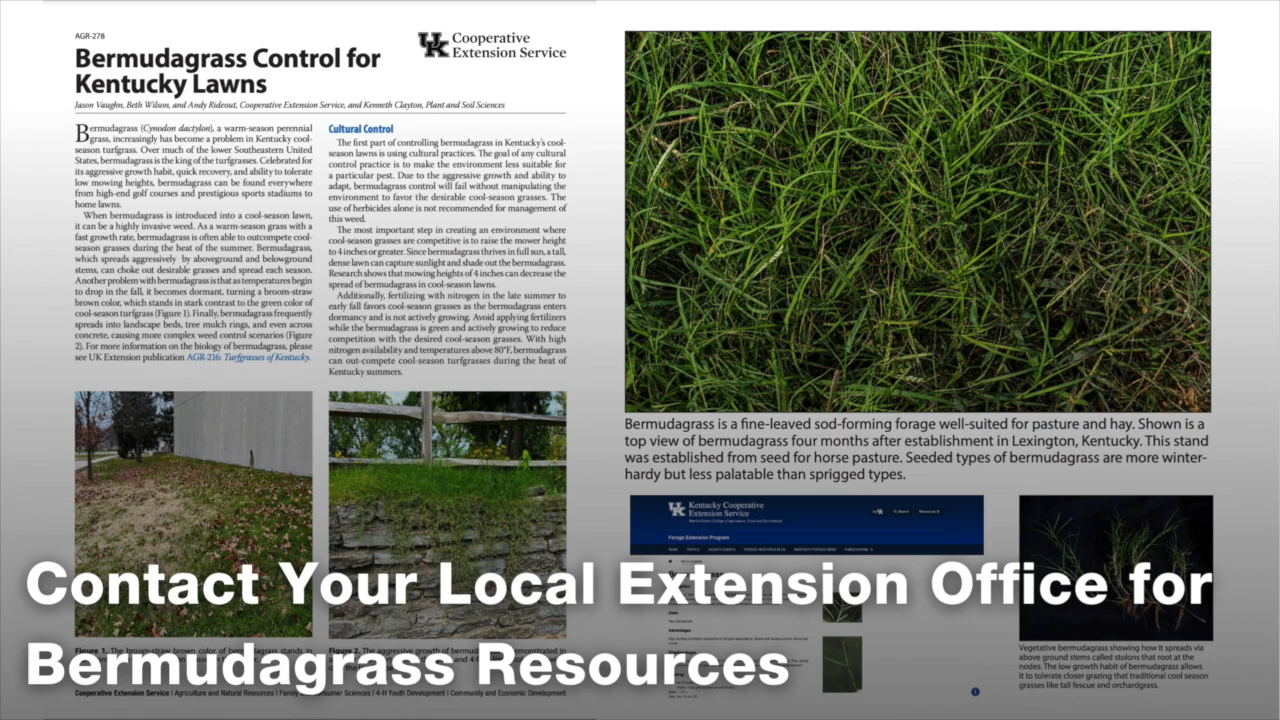 AGR-278
Bermudagrass Control for
Kentucky Lawns
UK Cooperative
Extension Service
Jason Vaughn, Beth Wilson, and Andy Rideout, Cooperative Extension Service, and Kenneth Clayton, Plant and Soil Sciences
Bermudagrass (Cynodon dactylon), a warm-season perennial
grass, increasingly has become a problem in Kentucky cool-
season turfgrass. Over much of the lower Southeastern United
States, bermudagrass is the king of the turfgrasses. Celebrated for
its aggressive growth habit, quick recovery, and ability to tolerate
low mowing heights, bermudagrass can be found everywhere
from high-end golf courses and prestigious sports stadiums to
home lawns.
When bermudagrass is introduced into a cool-season lawn,
it can be a highly invasive weed. As a warm-season grass with a
fast growth rate, bermudagrass is often able to outcompete cool-
season grasses during the heat of the summer. Bermudagrass,
which spreads aggressively by aboveground and belowground
stems, can choke out desirable grasses and spread each season.
Another problem with bermudagrass is that as temperatures begin
to drop in the fall, it becomes dormant, turning a broom-straw
brown color, which stands in stark contrast to the green color of
cool-season turfgrass (Figure 1). Finally, bermudagrass frequently
spreads into landscape beds, tree mulch rings, and even across
concrete, causing more complex weed control scenarios (Figure
2). For more information on the biology of bermudagrass, please
see UK Extension publication AGR-216: Turfgrasses of Kentucky.
Cultural Control
The first part of controlling bermudagrass in Kentucky's cool-
season lawns is using cultural practices. The goal of any cultural
control practice is to make the environment less suitable for
a particular pest. Due to the aggressive growth and ability to
adapt, bermudagrass control will fail without manipulating the
environment to favor the desirable cool-season grasses. The
use of herbicides alone is not recommended for management of
this weed.
The most important step in creating an environment where
cool-season grasses are competitive is to raise the mower height
to 4 inches or greater. Since bermudagrass thrives in full sun, a tall,
dense lawn can capture sunlight and shade out the bermudagrass.
Research shows that mowing heights of 4 inches can decrease the
spread of bermudagrass in cool-season lawns.
Additionally, fertilizing with nitrogen in the late summer to
early fall favors cool-season grasses as the bermudagrass enters
dormancy and is not actively growing. Avoid applying fertilizers
while the bermudagrass is green and actively growing to reduce
competition with the desired cool-season grasses. With high
nitrogen availability and temperatures above 80°F, bermudagrass
can out-compete cool-season turfgrasses during the heat of
Kentucky summers.
Bermudagrass is a fine-leaved sod-forming forage well-suited for pasture and hay. Shown is a
top view of bermudagrass four months after establishment in Lexington, Kentucky. This stand
was established from seed for horse pasture. Seeded types of bermudagrass are more winter-
hardy but less palatable than sprigged types.
UK Kentucky Cooperative
Extension Service
Forage Extension Program
Uses
Advantages
Vegetative bermudagrass showing how it spreads via
above ground stems called stolons that root at the
nodes. The low growth habit of bermudagrass allows
it to tolerate closer grazing that traditional cool season
grasses like tall fescue and orchardgrass.
Contact Your Local Extension Office for
Bermudagrass Resources
Figure 1. The broom-straw brown color of
Figure 2. The aggressive growth of
Cooperative Extension Service | Agriculture and Natural Resources | Family
Consumer Sciences | 4-H Youth Development | Community and Economic Development